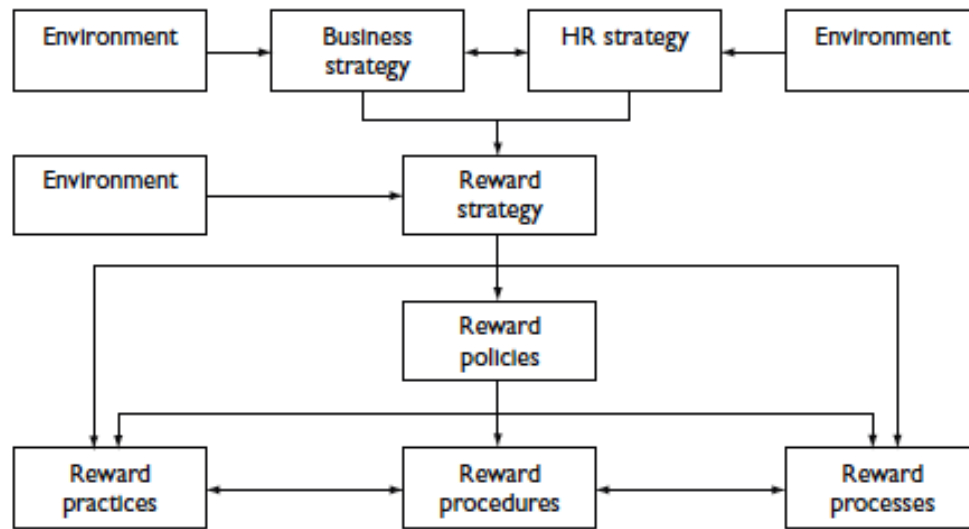 Environment
Business
strategy
HR strategy
Environment
Environment
Reward
strategy
Reward
policies
Reward
practices
Reward
procedures
Reward
processes